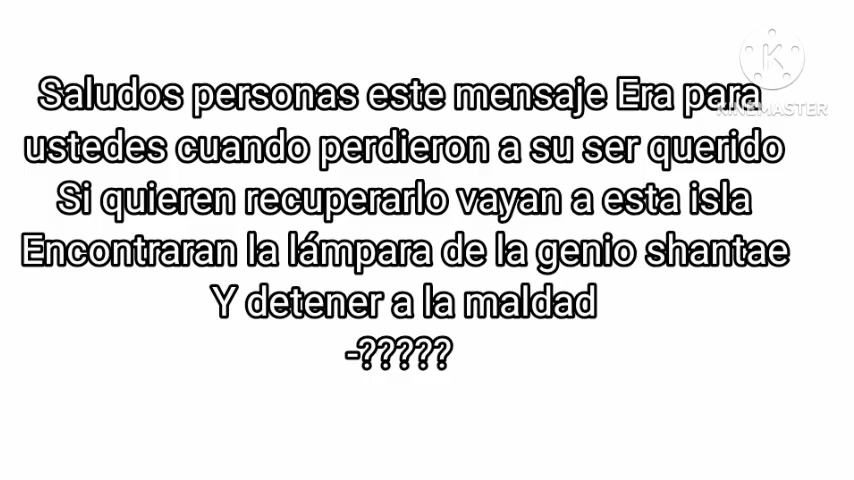 Saludos personas este mensaje Era para
ustedes cuando perdieron a su ser querido
Si quieren recuperarlo vayan a esta isla
Encontraran la lámpara de la genio shantae
Y detener a la maldad
-?????
K
KINEMASTER